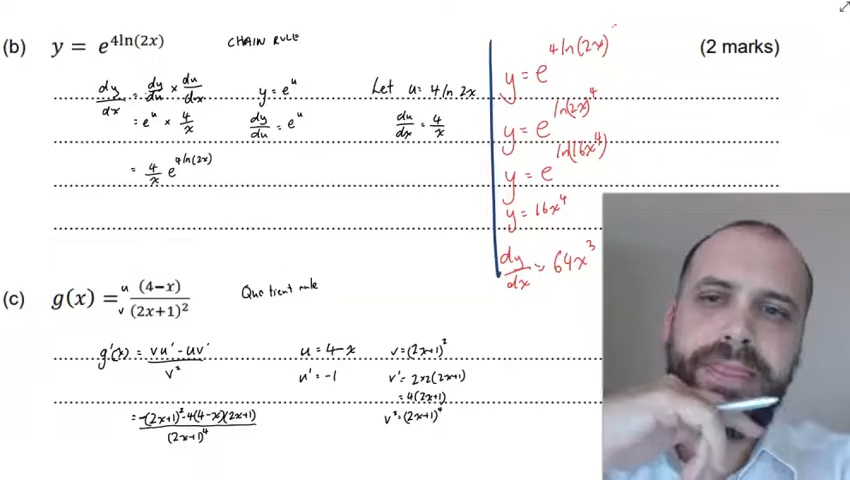 (b) y = e^{4ln(2x)} CHAIN RULE (2 marks)
dy/dx = dy/du × du/dx y = e^u Let u = 4 ln 2x
= e^u × 4/x dy/du = e^u du/dx = 4/x
= 4/x e^{4ln(2x)}
y = e^{4ln(2x)}
y = e^{ln(2x)^4}
y = e^{ln(16x^4)}
y = 16x^4
dy/dx = 64x^3
(c) g(x) = u/v (4−x)/(2x+1)^2 Quotient rule
g'(x) = (vu' - uv')/v^2 u = 4-x v = (2x+1)^2
u' = -1 v' = 2×2(2x+1)
= 4(2x+1)
= (-(2x+1)^2 - 4(4-x)(2x+1))/(2x+1)^4 v^2 = (2x+1)^4